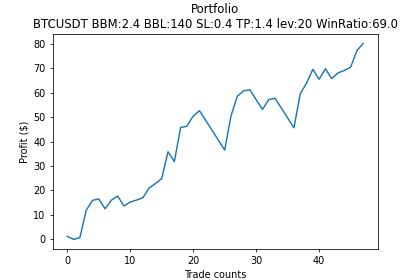 Portfolio
BTCUSDT BBM:2.4 BBL:140 SL:0.4 TP:1.4 lev:20 WinRatio:69.0
80
70
60
50
40
30
20
10
0
Profit ($)
0 10 20 30 40
Trade counts